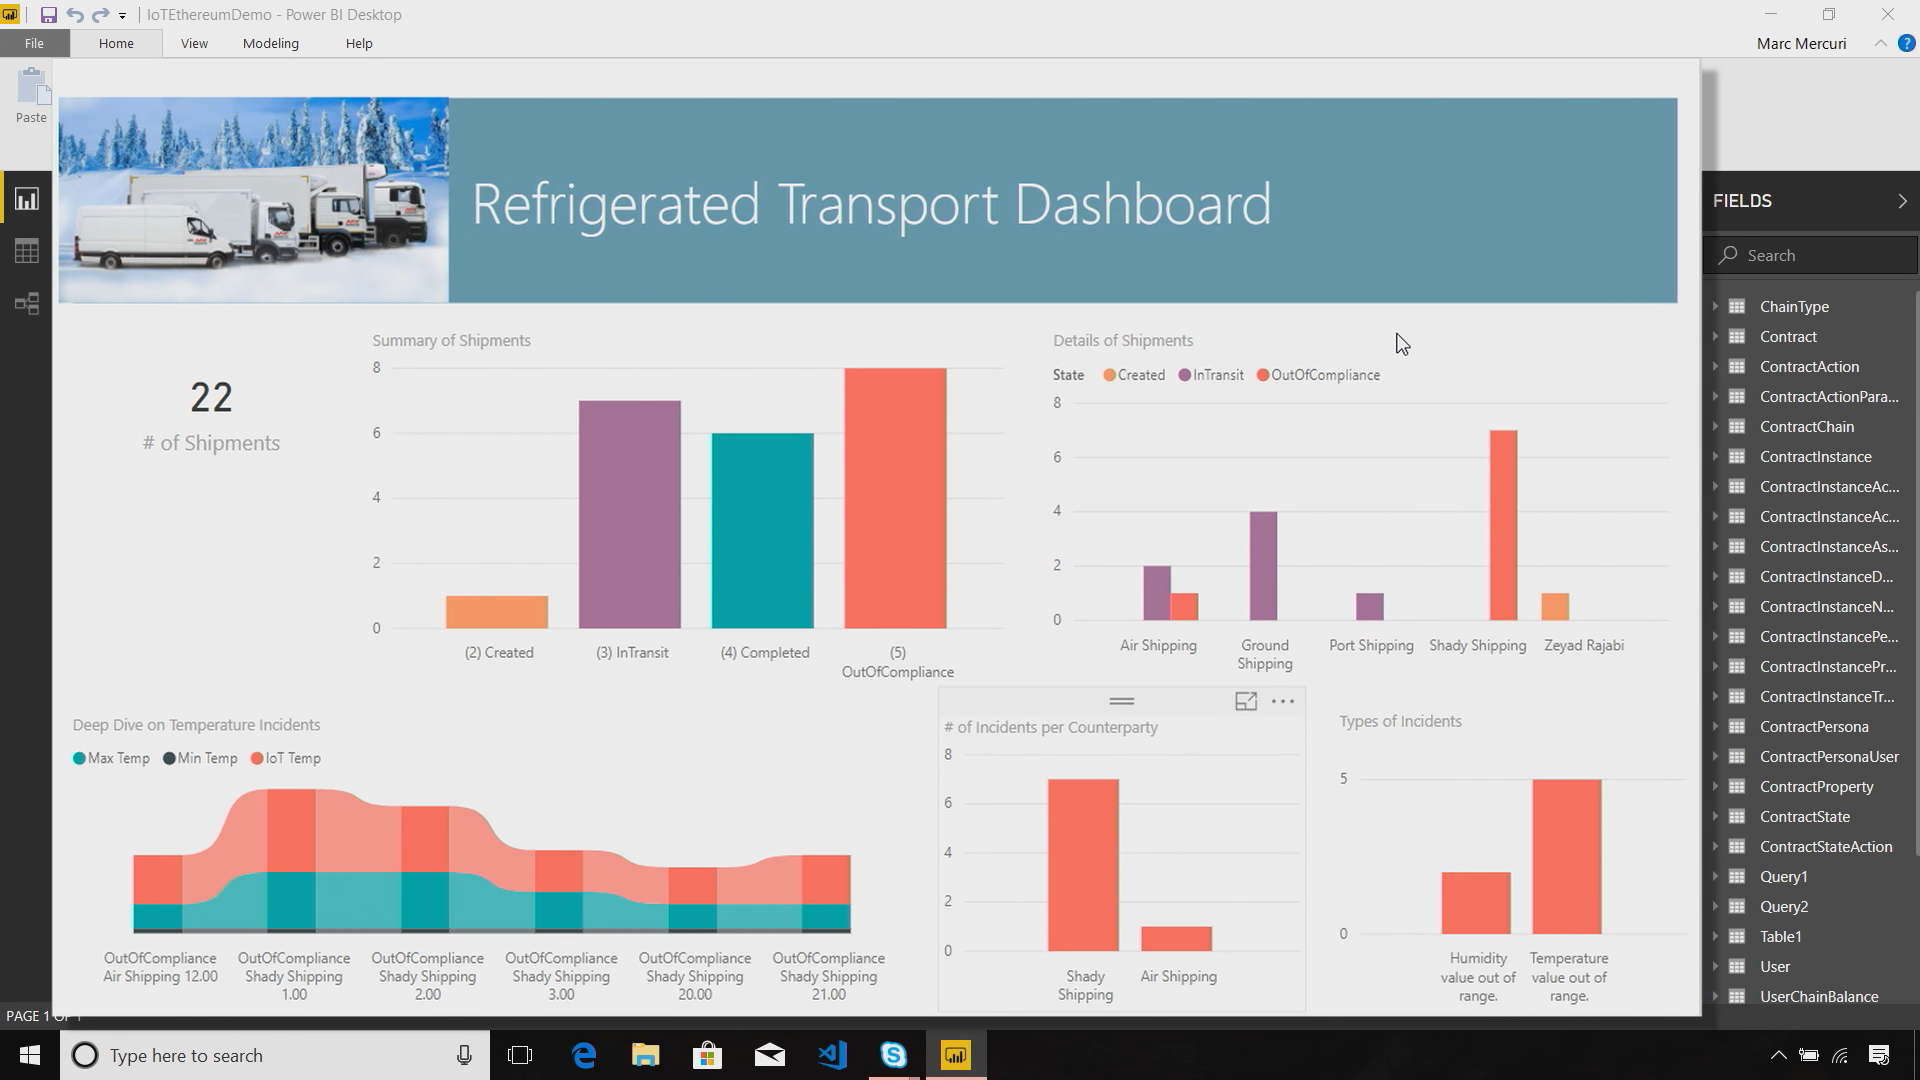 IoTEthereumDemo - Power BI Desktop
File
Home
View
Modeling
Help
Marc Mercuri
?
Paste
Refrigerated Transport Dashboard
22
# of Shipments
Summary of Shipments
8
6
4
2
0
(2) Created
(3) InTransit
(4) Completed
(5)
OutOfCompliance
Details of Shipments
State
Created
InTransit
OutOfCompliance
8
6
4
2
0
Air Shipping
Ground
Shipping
Port Shipping
Shady Shipping
Zeyad Rajabi
Deep Dive on Temperature Incidents
Max Temp
Min Temp
IoT Temp
OutOfCompliance
Air Shipping 12.00
OutOfCompliance
Shady Shipping
1.00
OutOfCompliance
Shady Shipping
2.00
OutOfCompliance
Shady Shipping
3.00
OutOfCompliance
Shady Shipping
20.00
OutOfCompliance
Shady Shipping
21.00
# of Incidents per Counterparty
8
6
4
2
0
Shady
Shipping
Air Shipping
Types of Incidents
5
0
Humidity
value out of
range.
Temperature
value out of
range.
FIELDS
Search
ChainType
Contract
ContractAction
ContractActionPara...
ContractChain
ContractInstance
ContractInstanceAc...
ContractInstanceAc...
ContractInstanceAs...
ContractInstanceD...
ContractInstanceN...
ContractInstancePe...
ContractInstancePr...
ContractInstanceTr...
ContractPersona
ContractPersonaUser
ContractProperty
ContractState
ContractStateAction
Query1
Query2
Table1
User
UserChainBalance
PAGE 1 OF 1
Type here to search